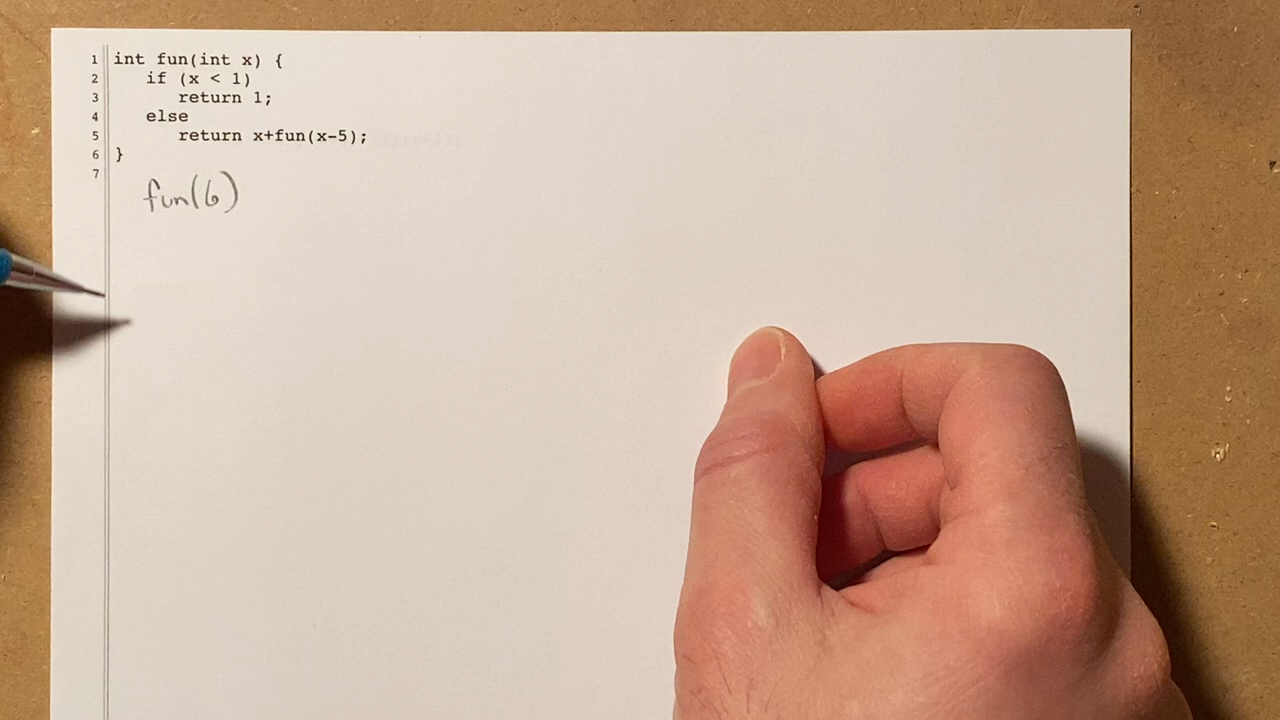 1 int fun(int x) {
2 if (x < 1)
3 return 1;
4 else
5 return x+fun(x-5);
6 }
7
fun(6)